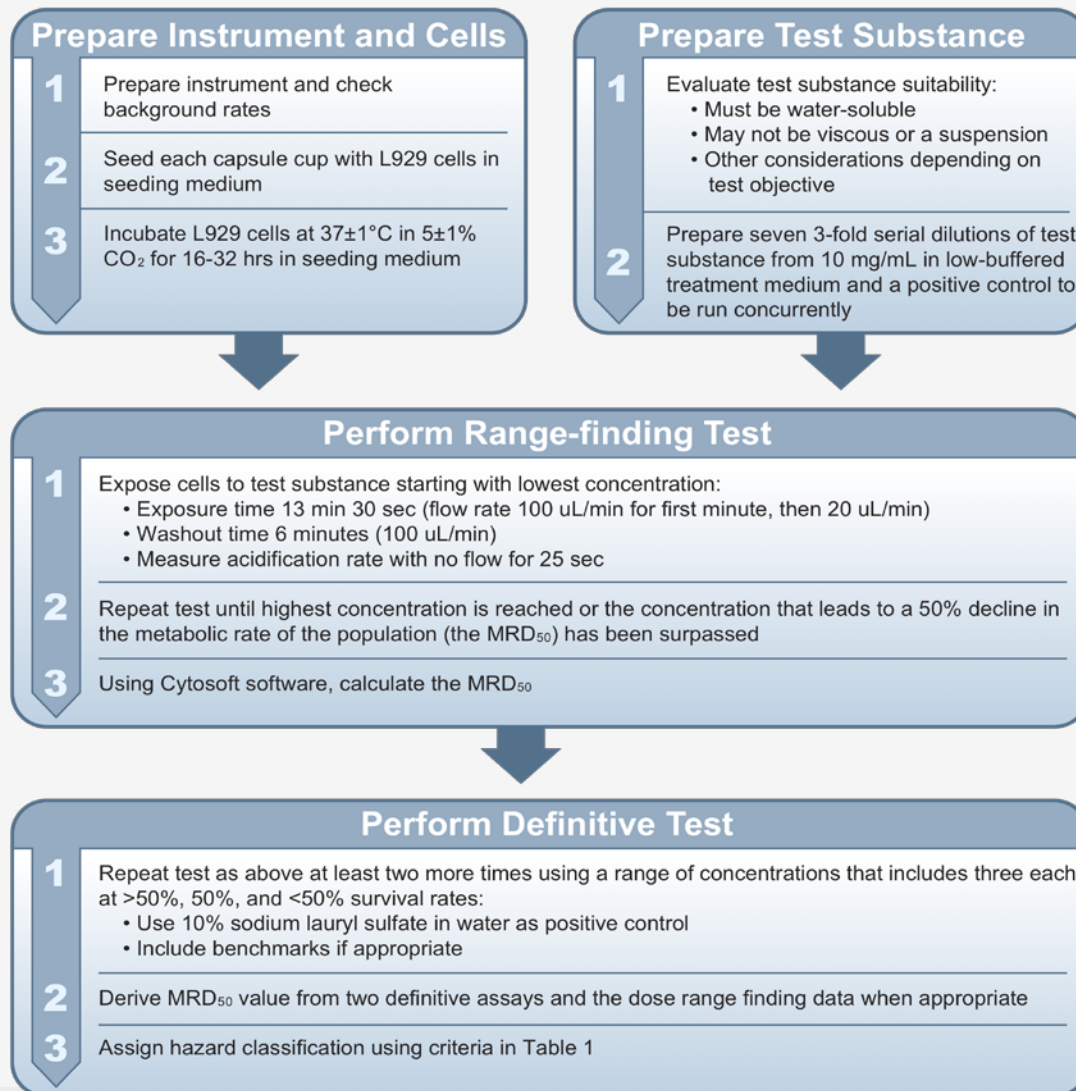 Prepare Instrument and Cells
1
Prepare instrument and check
background rates
2
Seed each capsule cup with L929 cells in
seeding medium
3
Incubate L929 cells at 37±1°C in 5±1%
CO₂ for 16-32 hrs in seeding medium
Prepare Test Substance
1
Evaluate test substance suitability:
• Must be water-soluble
• May not be viscous or a suspension
• Other considerations depending on
test objective
2
Prepare seven 3-fold serial dilutions of test
substance from 10 mg/mL in low-buffered
treatment medium and a positive control to
be run concurrently
Perform Range-finding Test
1
Expose cells to test substance starting with lowest concentration:
• Exposure time 13 min 30 sec (flow rate 100 uL/min for first minute, then 20 uL/min)
• Washout time 6 minutes (100 uL/min)
• Measure acidification rate with no flow for 25 sec
2
Repeat test until highest concentration is reached or the concentration that leads to a 50% decline in
the metabolic rate of the population (the MRD₅₀) has been surpassed
3
Using Cytosoft software, calculate the MRD₅₀
Perform Definitive Test
1
Repeat test as above at least two more times using a range of concentrations that includes three each
at >50%, 50%, and <50% survival rates:
• Use 10% sodium lauryl sulfate in water as positive control
• Include benchmarks if appropriate
2
Derive MRD₅₀ value from two definitive assays and the dose range finding data when appropriate
3
Assign hazard classification using criteria in Table 1